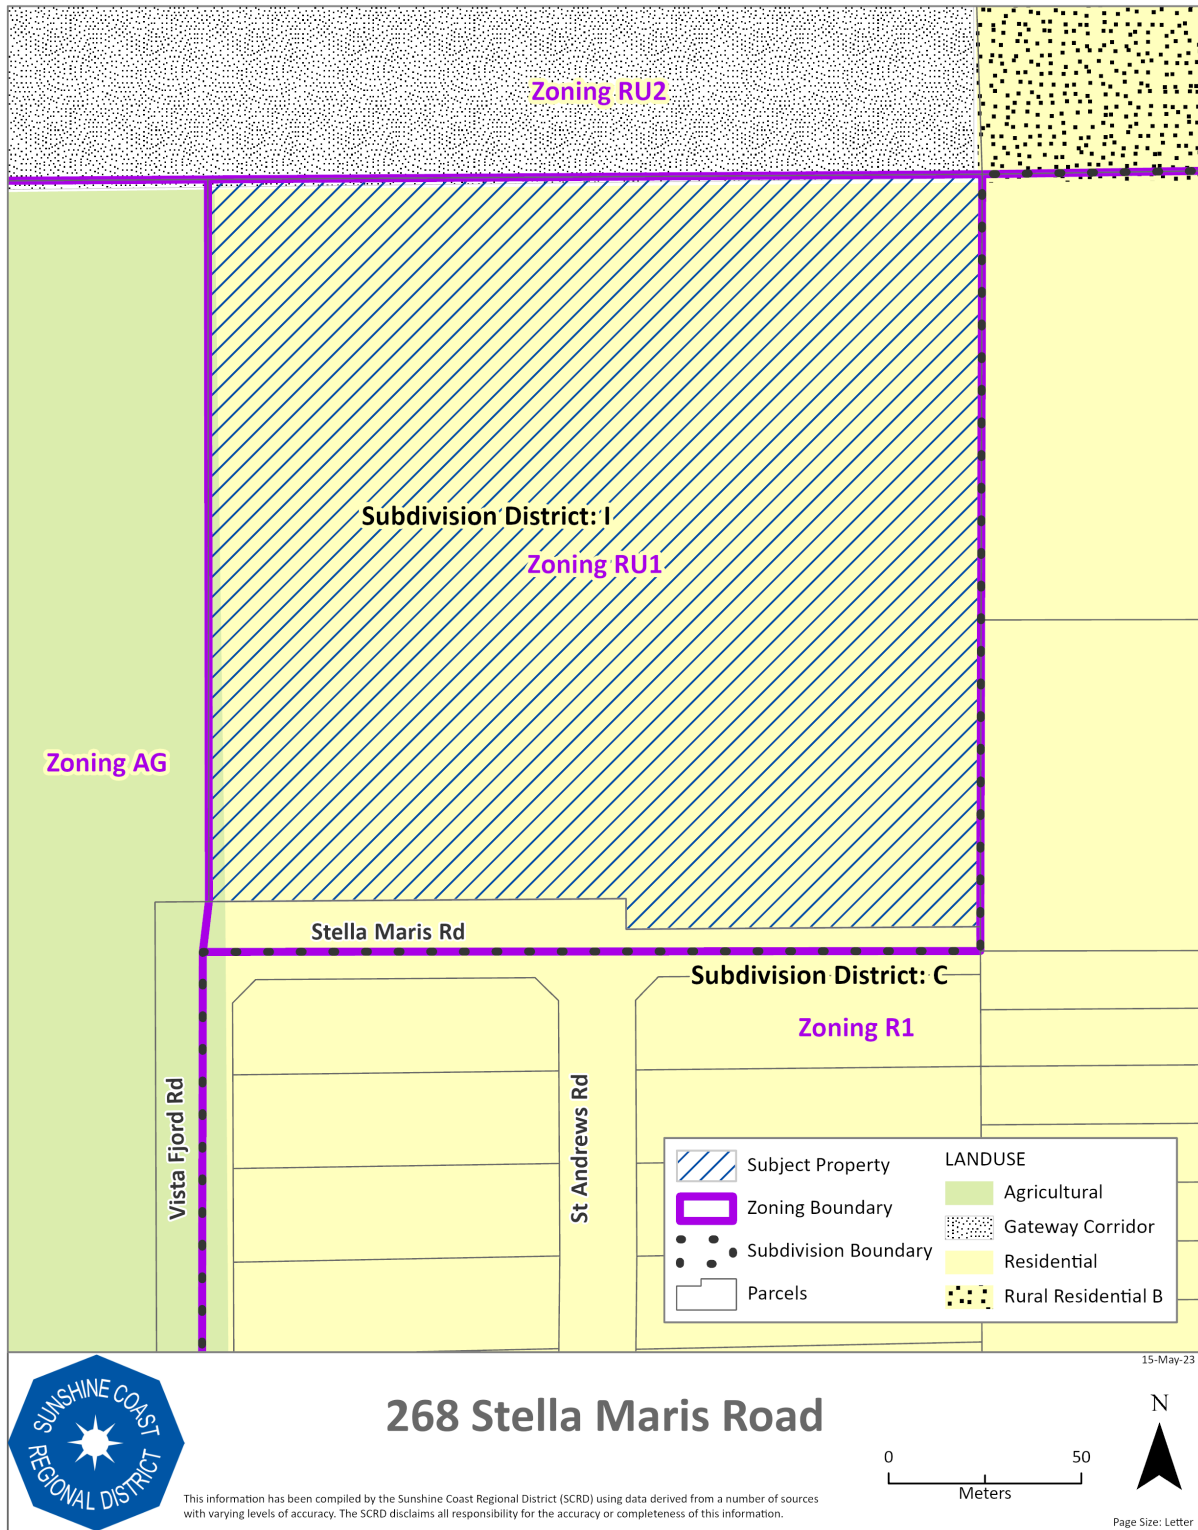 Zoning RU2
Subdivision District: I
Zoning RU1
Zoning AG
Stella Maris Rd
Subdivision District: C
Zoning R1
Vista Fjord Rd
St Andrews Rd
Subject Property
Zoning Boundary
Subdivision Boundary
Parcels
LANDUSE
Agricultural
Gateway Corridor
Residential
Rural Residential B
15-May-23
SUNSHINE COAST
REGIONAL DISTRICT
268 Stella Maris Road
0 50
Meters
N
This information has been compiled by the Sunshine Coast Regional District (SCRD) using data derived from a number of sources
with varying levels of accuracy. The SCRD disclaims all responsibility for the accuracy or completeness of this information.
Page Size: Letter